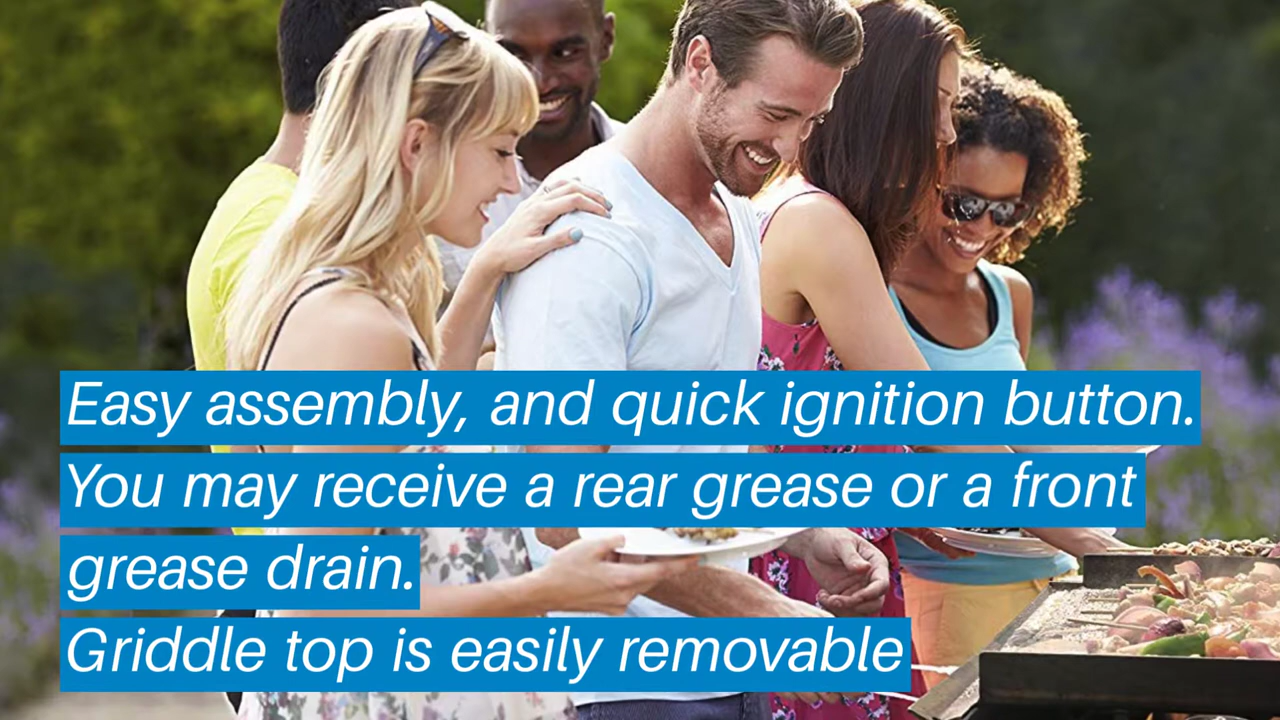 Easy assembly, and quick ignition button.
You may receive a rear grease or a front
grease drain.
Griddle top is easily removable